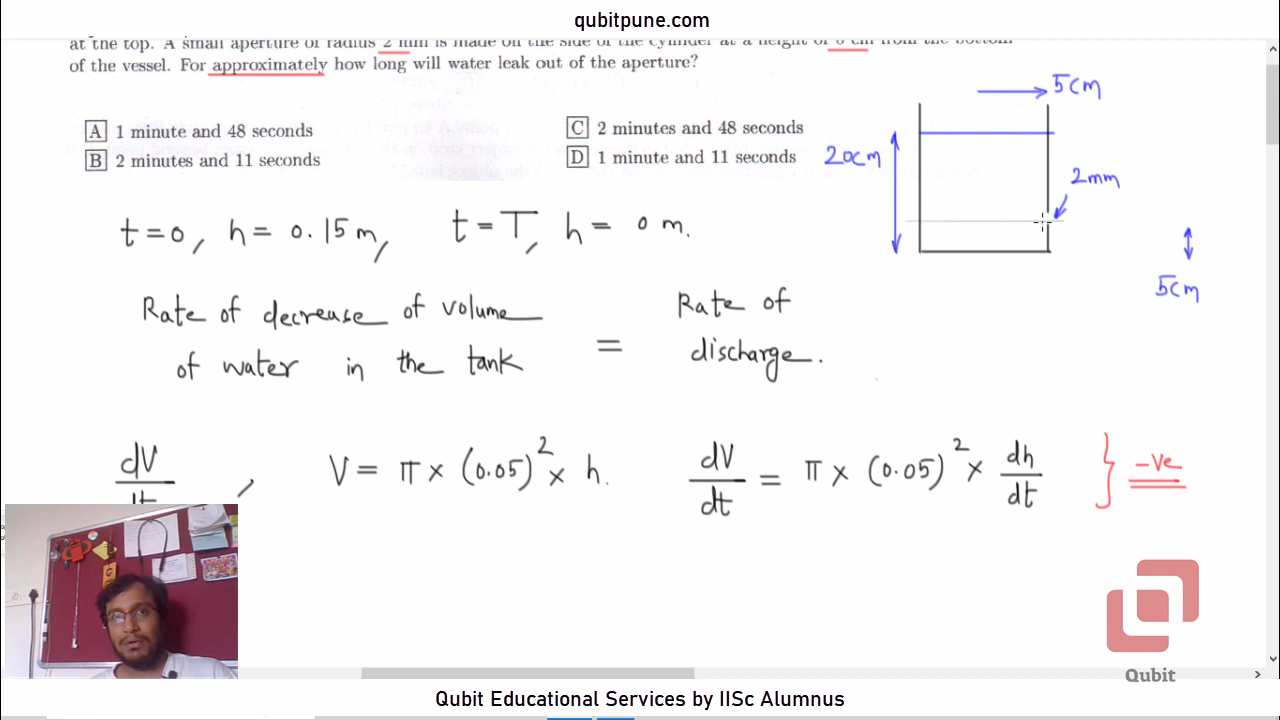 qubitpune.com
at the top. A small aperture of radius 2 mm is made on the side of the cylinder at a height of 5 cm from the bottom
of the vessel. For approximately how long will water leak out of the aperture?
A 1 minute and 48 seconds
C 2 minutes and 48 seconds
B 2 minutes and 11 seconds
D 1 minute and 11 seconds
5cm
20cm
2mm
5cm
t=0, h= 0.15 m, t=T, h= 0 m.
Rate of decrease of volume
of water in the tank
=
Rate of
discharge.
dV/dt, V= π× (0.05)²× h. dV/dt = π× (0.05)²× dh/dt } -ve
Qubit
Qubit Educational Services by IISc Alumnus